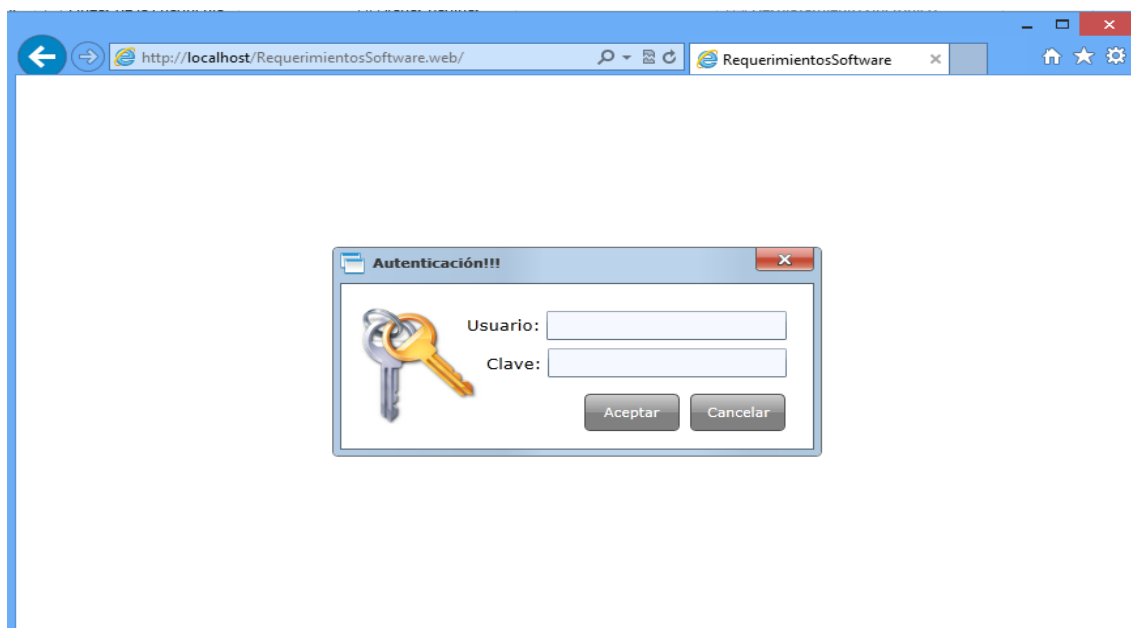 http://localhost/RequerimientosSoftware.web/
RequerimientosSoftware
Autenticación!!!
Usuario:
Clave:
Aceptar
Cancelar